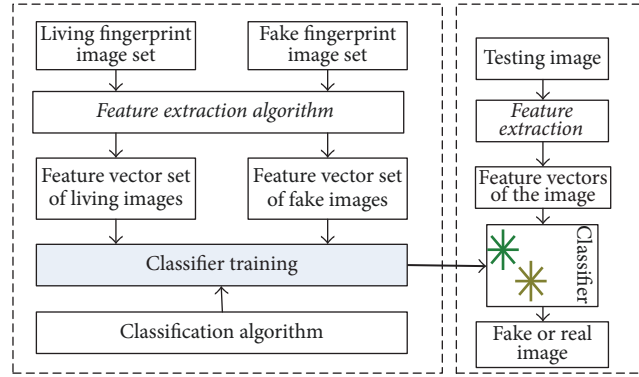 Living fingerprint
image set
Fake fingerprint
image set
Feature extraction algorithm
Feature vector set
of living images
Feature vector set
of fake images
Classifier training
Classification algorithm
Testing image
Feature
extraction
Feature vectors
of the image
Classifier
Fake or real
image